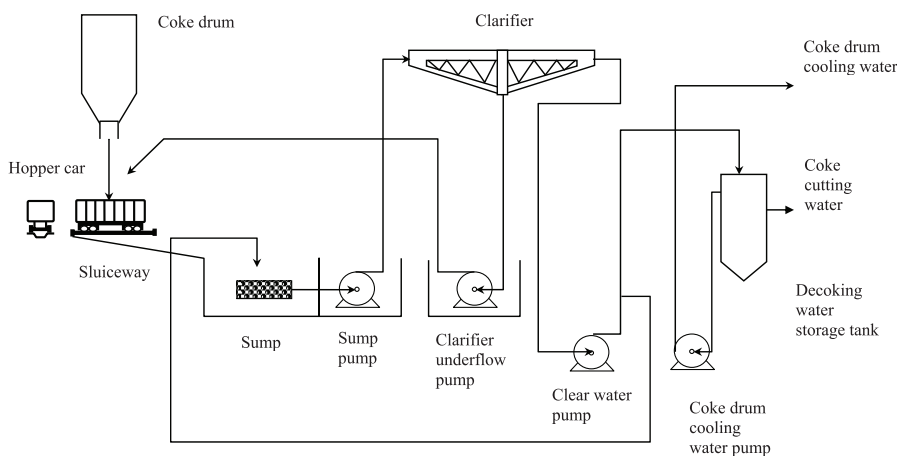 Coke drum
Clarifier
Coke drum
cooling water
Hopper car
Coke
cutting
water
Sluiceway
Decoking
water
storage tank
Sump
Sump
pump
Clarifier
underflow
pump
Clear water
pump
Coke drum
cooling
water pump